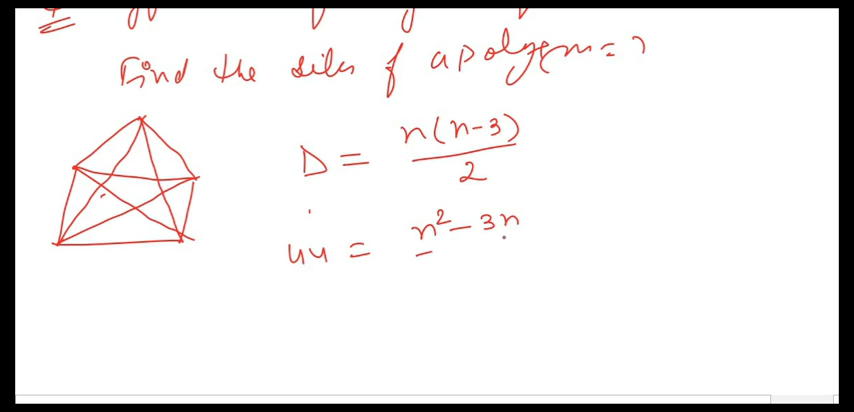 Find the sides of a polygon = ?
D = n(n-3)/2
44 = n² - 3n